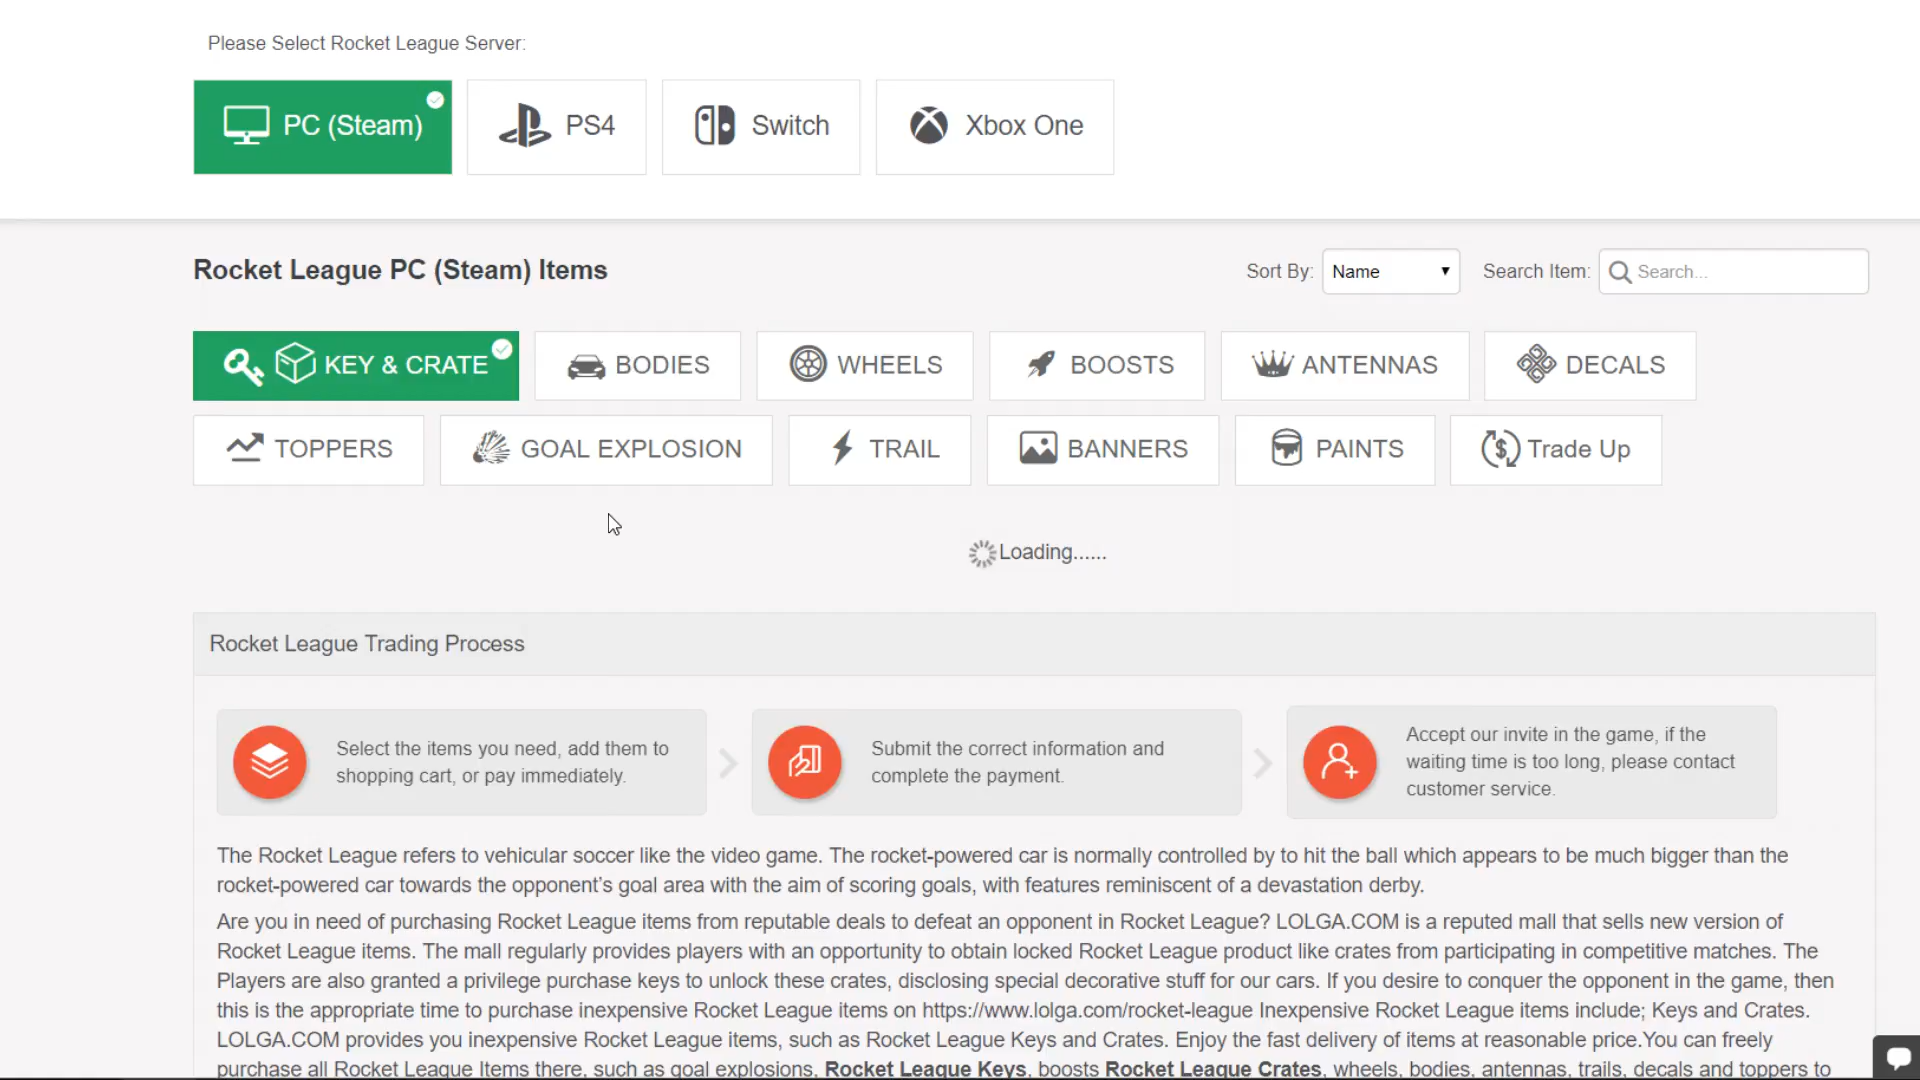 Please Select Rocket League Server:
PC (Steam)
PS4
Switch
Xbox One
Rocket League PC (Steam) Items
Sort By:
Name
Search Item:
Search...
KEY & CRATE
BODIES
WHEELS
BOOSTS
ANTENNAS
DECALS
TOPPERS
GOAL EXPLOSION
TRAIL
BANNERS
PAINTS
Trade Up
Loading......
Rocket League Trading Process
Select the items you need, add them to
shopping cart, or pay immediately.
Submit the correct information and
complete the payment.
Accept our invite in the game, if the
waiting time is too long, please contact
customer service.
The Rocket League refers to vehicular soccer like the video game. The rocket-powered car is normally controlled by to hit the ball which appears to be much bigger than the
rocket-powered car towards the opponent's goal area with the aim of scoring goals, with features reminiscent of a devastation derby.
Are you in need of purchasing Rocket League items from reputable deals to defeat an opponent in Rocket League? LOLGA.COM is a reputed mall that sells new version of
Rocket League items. The mall regularly provides players with an opportunity to obtain locked Rocket League product like crates from participating in competitive matches. The
Players are also granted a privilege purchase keys to unlock these crates, disclosing special decorative stuff for our cars. If you desire to conquer the opponent in the game, then
this is the appropriate time to purchase inexpensive Rocket League items on https://www.lolga.com/rocket-league Inexpensive Rocket League items include; Keys and Crates.
LOLGA.COM provides you inexpensive Rocket League items, such as Rocket League Keys and Crates. Enjoy the fast delivery of items at reasonable price.You can freely
purchase all Rocket League Items there, such as goal explosions, Rocket League Keys, boosts Rocket League Crates, wheels, bodies, antennas, trails, decals and toppers to